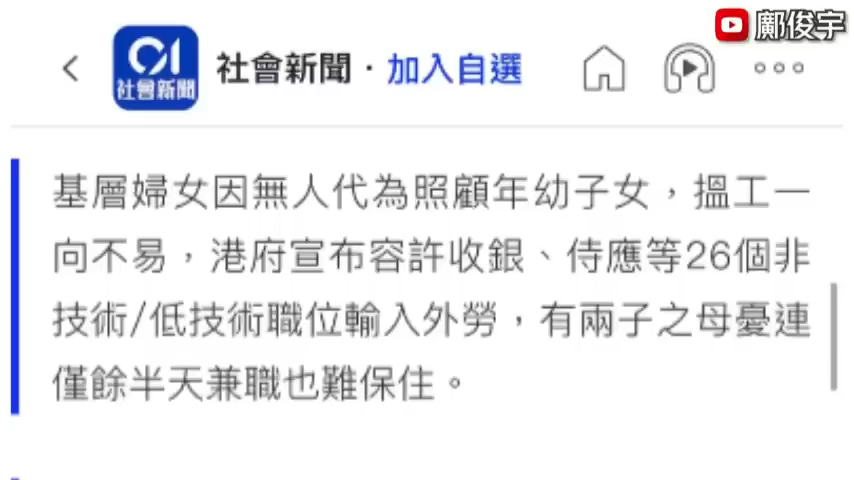 鄺俊宇
01
社會新聞
社會新聞 · 加入自選
基層婦女因無人代為照顧年幼子女，搵工一
向不易，港府宣布容許收銀、侍應等26個非
技術/低技術職位輸入外勞，有兩子之母憂連
僅餘半天兼職也難保住。